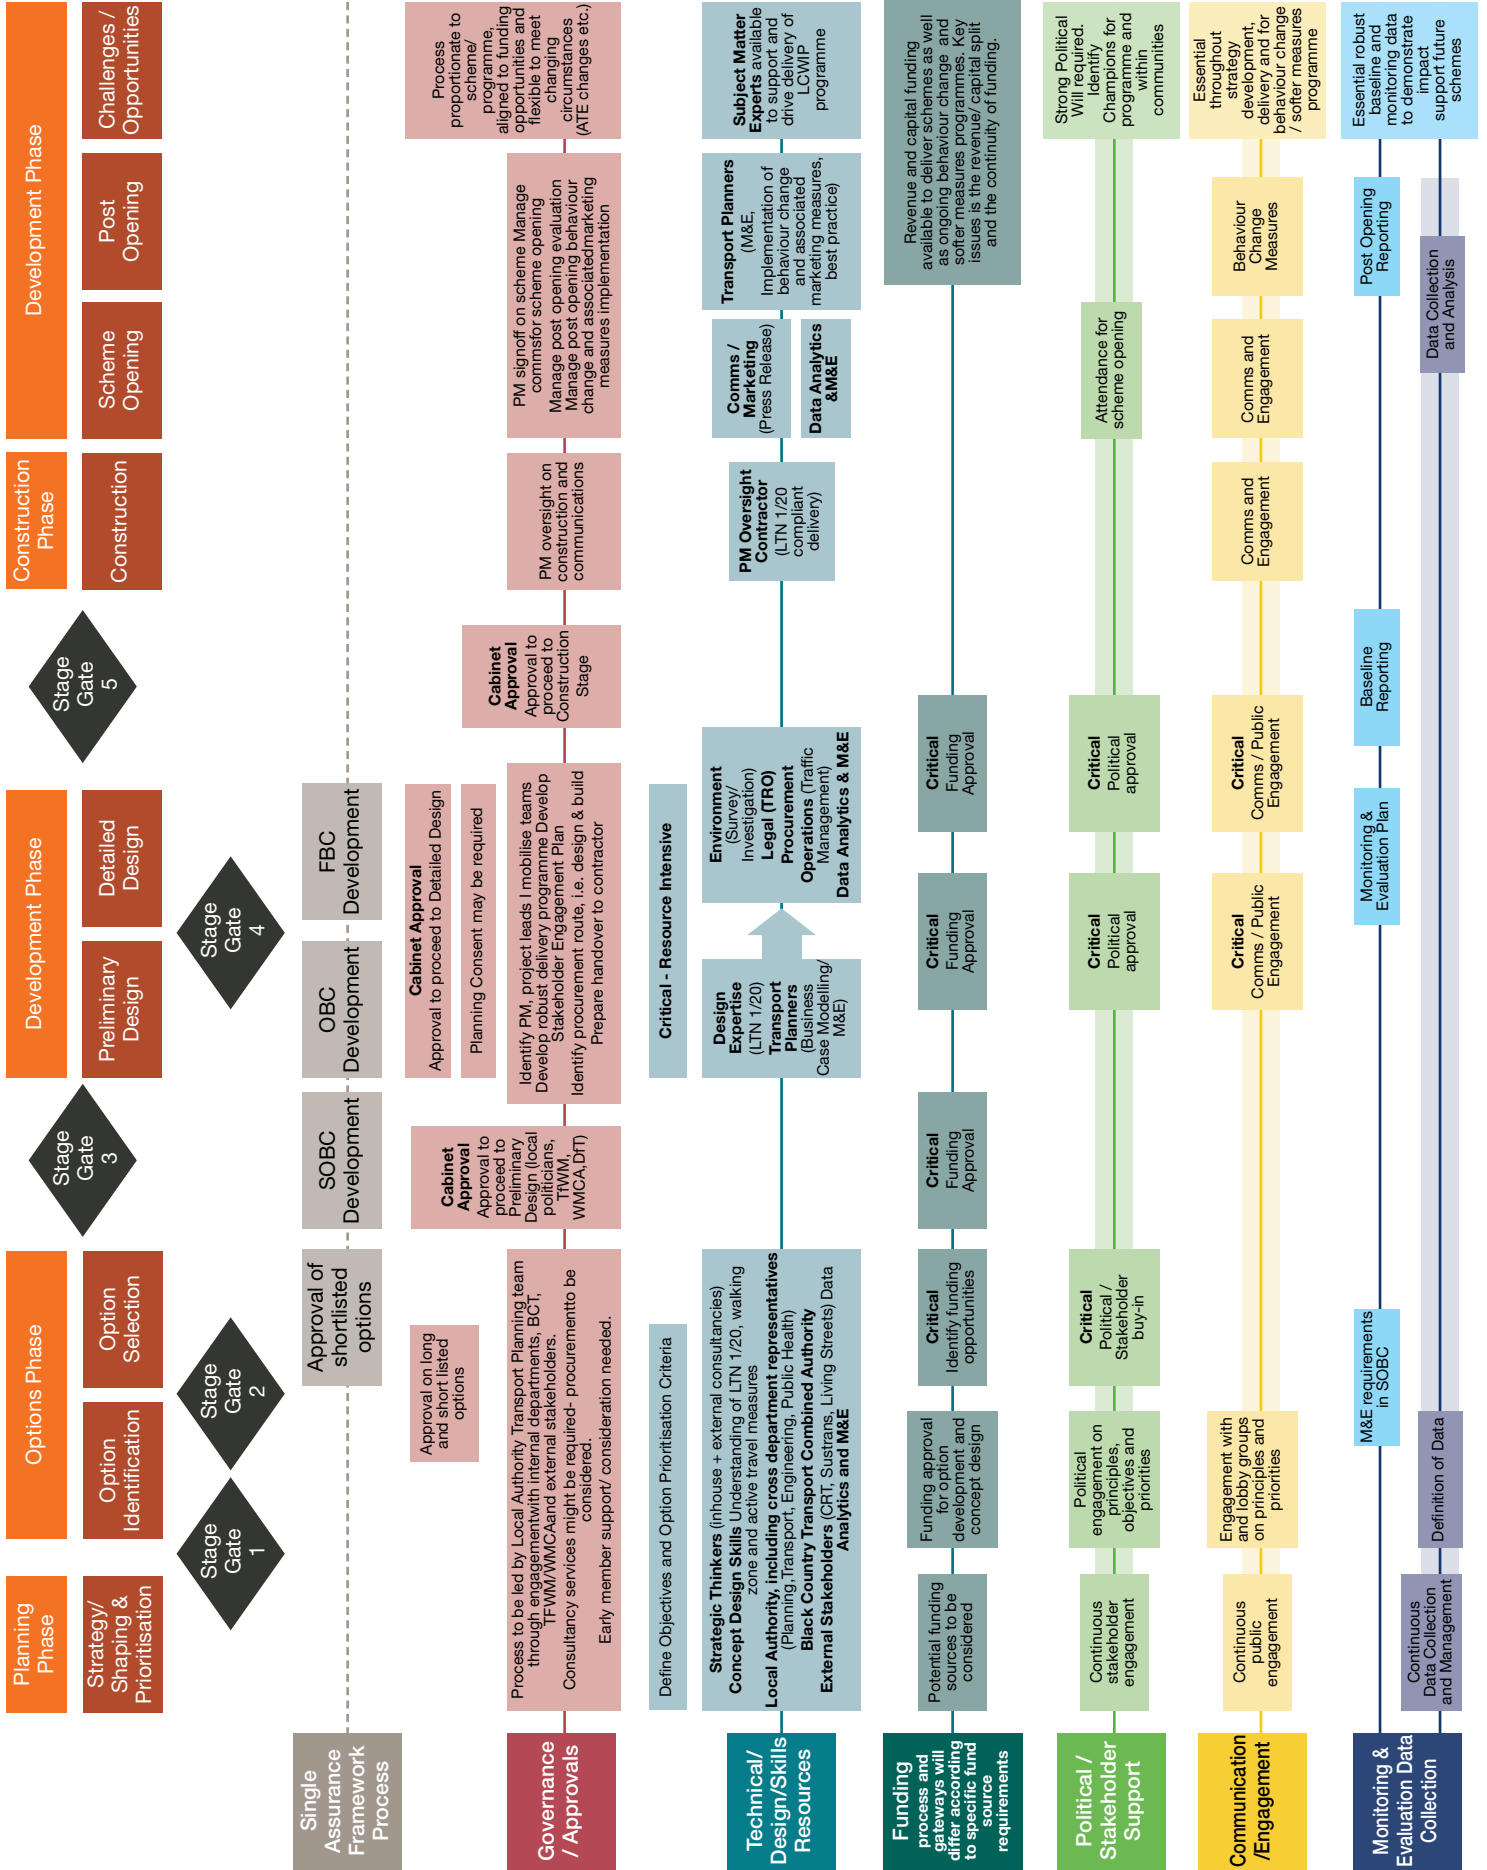 Planning
Phase
Options Phase
Development Phase
Construction
Phase
Development Phase
Strategy/
Shaping &
Prioritisation
Option
Identification
Option
Selection
Preliminary
Design
Detailed
Design
Construction
Scheme
Opening
Post
Opening
Challenges /
Opportunities
Stage
Gate
1
Stage
Gate
2
Stage
Gate
3
Stage
Gate
4
Stage
Gate
5
Single
Assurance
Framework
Process
Approval of
shortlisted
options
SOBC
Development
OBC
Development
FBC
Development
Governance
/ Approvals
Process to be led by Local Authority Transport Planning team
through engagementwith internal departments, BCT,
TFWM/WMCAand external stakeholders.
Consultancy services might be required- procurementto be
considered.
Early member support/ consideration needed.
Approval on long
and short listed
options
Cabinet
Approval
Approval to
proceed to
Preliminary
Design (local
politicians,
TfWM,
WMCA,DfT)
Cabinet Approval
Approval to proceed to Detailed Design
Planning Consent may be required
Identify PM, project leads I mobilise teams
Develop robust delivery programme Develop
Stakeholder Engagement Plan
Identify procurement route, i.e. design & build
Prepare handover to contractor
Cabinet
Approval
Approval to
proceed to
Construction
Stage
PM oversight on
construction and
communications
PM signoff on scheme Manage
commsfor scheme opening
Manage post opening evaluation
Manage post opening behaviour
change and associatedmarketing
measures implementation
Process
proportionate to
scheme/
programme,
aligned to funding
opportunities and
flexible to meet
changing
circumstances
(ATE changes etc.)
Technical/
Design/Skills
Resources
Define Objectives and Option Prioritisation Criteria
Strategic Thinkers (inhouse + external consultancies)
Concept Design Skills Understanding of LTN 1/20, walking
zone and active travel measures
Local Authority, including cross department representatives
(Planning,Transport, Engineering, Public Health)
Black Country Transport Combined Authority
External Stakeholders (CRT, Sustrans, Living Streets) Data
Analytics and M&E
Critical - Resource Intensive
Design
Expertise
(LTN 1/20)
Transport
Planners
(Business
Case Modelling/
M&E)
Environment
(Survey/
Investigation)
Legal (TRO)
Procurement
Operations (Traffic
Management)
Data Analytics & M&E
PM Oversight
Contractor
(LTN 1/20
compliant
delivery)
Comms /
Marketing
(Press Release)
Data Analytics
&M&E
Transport Planners
(M&E,
Implementation of
behaviour change
and associated
marketing measures,
best practice)
Subject Matter
Experts available
to support and
drive delivery of
LCWIP
programme
Funding
process and
gateways will
differ according
to specific fund
source
requirements
Potential funding
sources to be
considered
Funding approval
for option
development and
concept design
Critical
Identify funding
opportunities
Critical
Funding
Approval
Critical
Funding
Approval
Critical
Funding
Approval
Revenue and capital funding
available to deliver schemes as well
as ongoing behaviour change and
softer measures programmes. Key
issues is the revenue/ capital split
and the continuity of funding.
Political /
Stakeholder
Support
Continuous
stakeholder
engagement
Political
engagement on
principles,
objectives and
priorities
Critical
Political /
Stakeholder
buy-in
Critical
Political
approval
Critical
Political
approval
Attendance for
scheme opening
Strong Political
Will required.
Identify
Champions for
programme and
within
communities
Communication
/Engagement
Continuous
public
engagement
Engagement with
and lobby groups
on principles and
priorities
Critical
Comms / Public
Engagement
Critical
Comms / Public
Engagement
Comms and
Engagement
Comms and
Engagement
Behaviour
Change
Measures
Essential
throughout
strategy
development,
delivery and for
behaviour change
/ softer measures
programme
Monitoring &
Evaluation Data
Collection
Continuous
Data Collection
and Management
Definition of Data
M&E requirements
in SOBC
Monitoring &
Evaluation Plan
Baseline
Reporting
Post Opening
Reporting
Data Collection
and Analysis
Essential robust
baseline and
monitoring data
to demonstrate
impact
support future
schemes